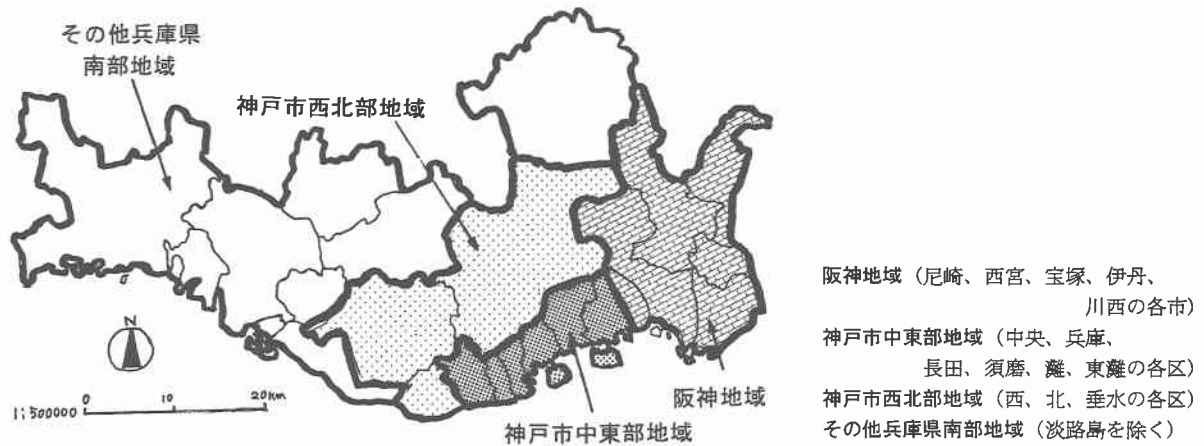 その他兵庫県
南部地域
神戸市西北部地域
N
1:500000
0 10 20km
阪神地域
神戸市中東部地域
阪神地域（尼崎、西宮、宝塚、伊丹、
川西の各市）
神戸市中東部地域（中央、兵庫、
長田、須磨、灘、東灘の各区）
神戸市西北部地域（西、北、垂水の各区）
その他兵庫県南部地域（淡路島を除く）